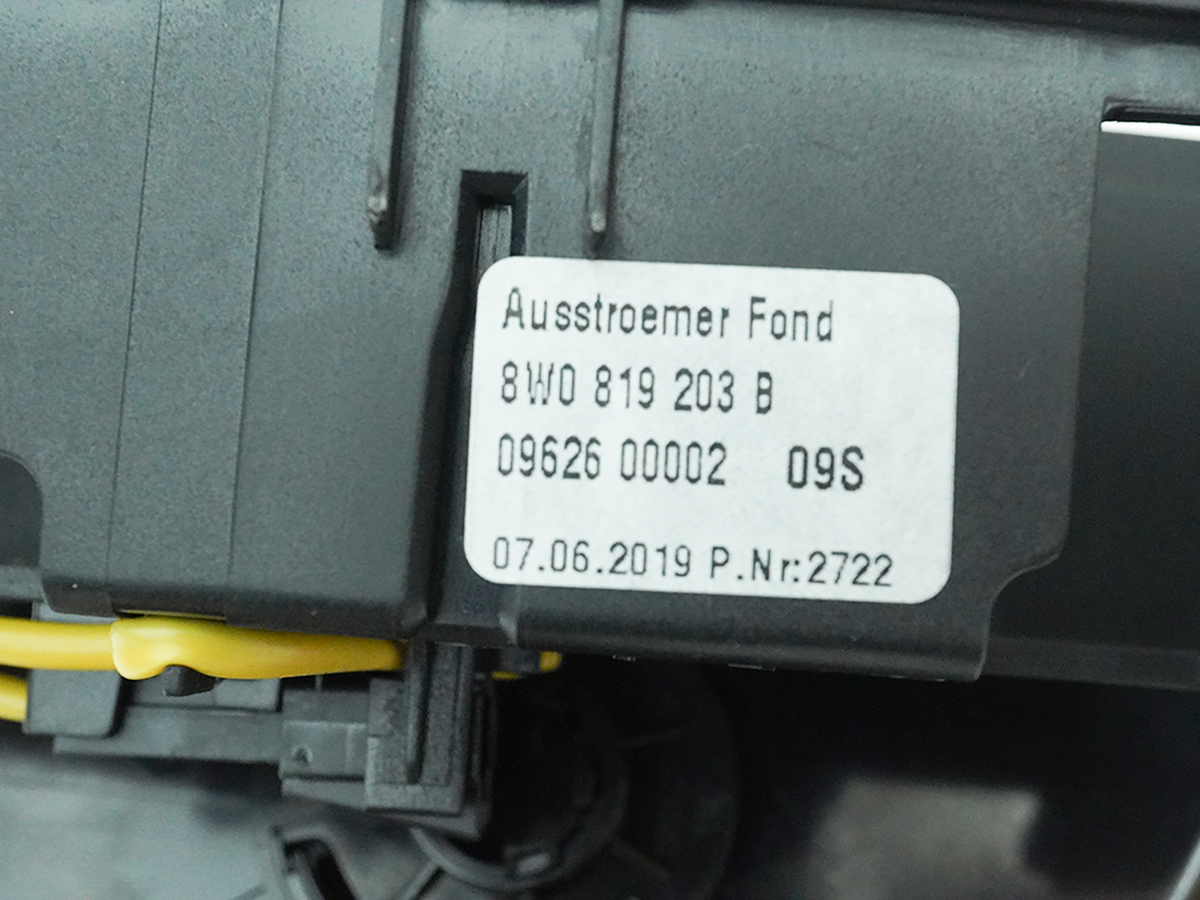 Ausstroemer Fond
8W0 819 203 B
09626 00002 09S
07.06.2019 P.Nr:2722